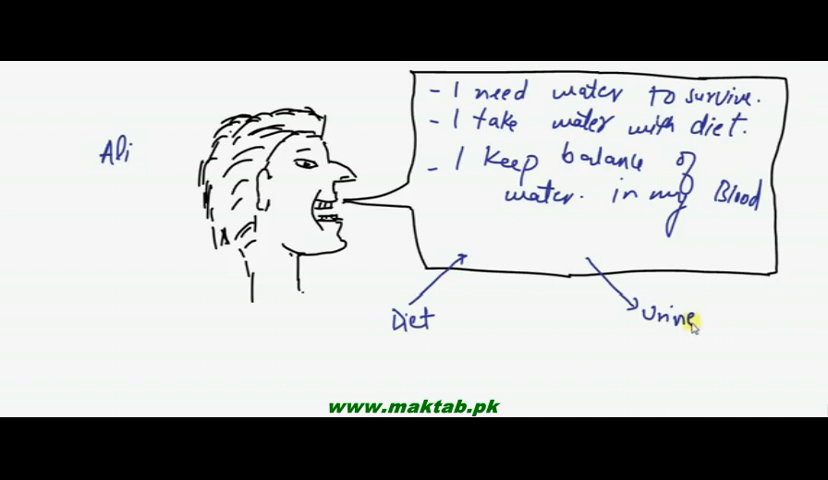 Ali
- I need water to survive.
- I take water with diet.
- I keep balance of
water. in my Blood
Diet
Urine
www.maktab.pk